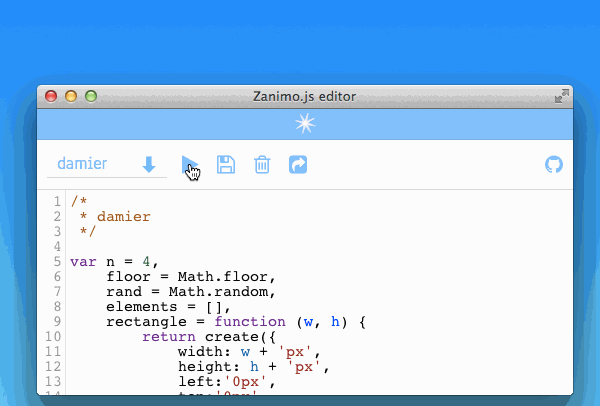 Zanimo.js editor
damier
1 /*
2  * damier
3  */
4
5 var n = 4,
6     floor = Math.floor,
7     rand = Math.random,
8     elements = [],
9     rectangle = function (w, h) {
10         return create({
11             width: w + 'px',
12             height: h + 'px',
13             left:'0px',
14             top:'0px'